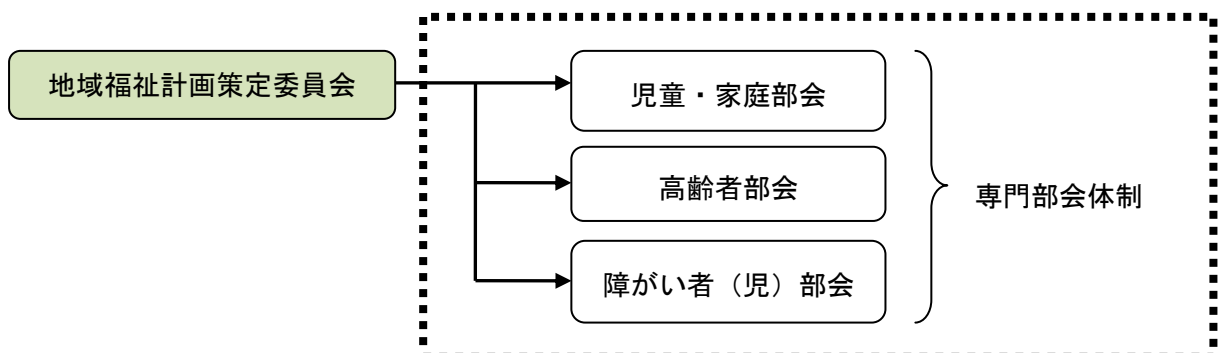 地域福祉計画策定委員会
児童・家庭部会
高齢者部会
障がい者（児）部会
専門部会体制